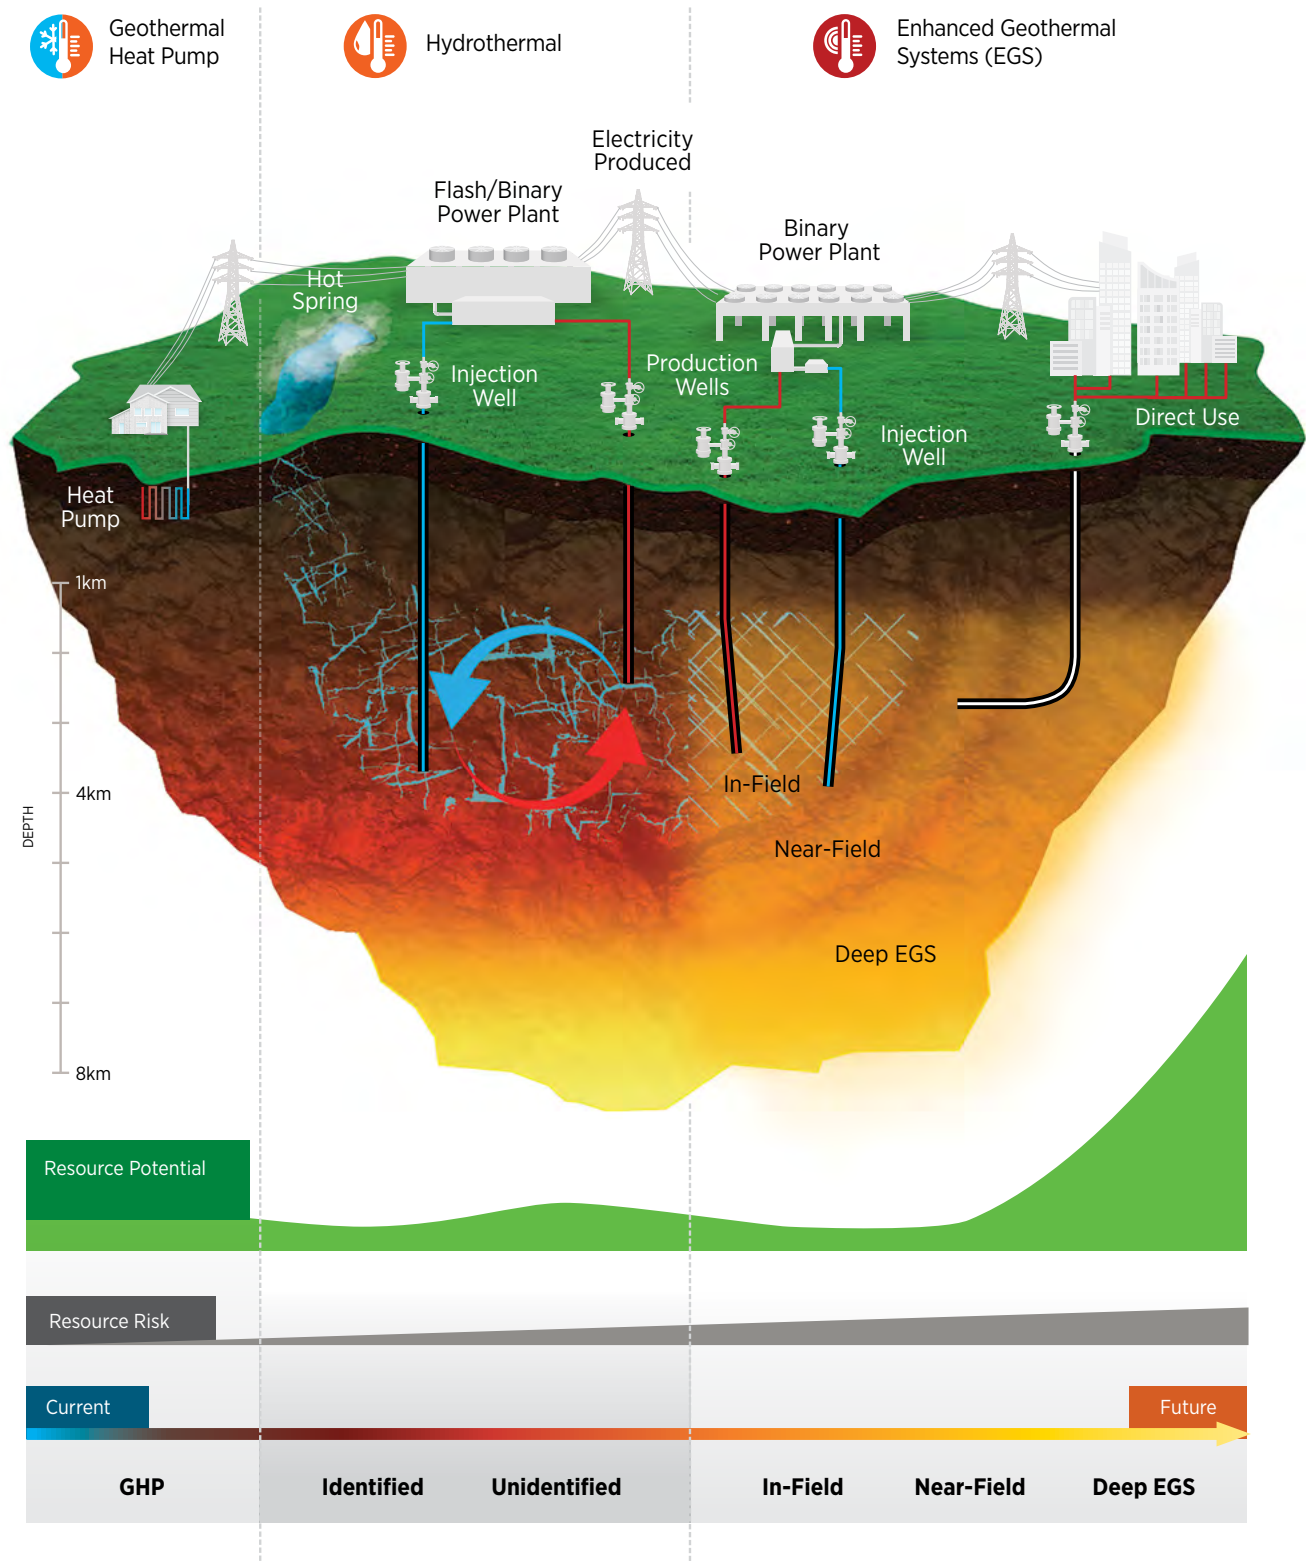 Geothermal
Heat Pump
Hydrothermal
Enhanced Geothermal
Systems (EGS)
Electricity
Produced
Flash/Binary
Power Plant
Binary
Power Plant
Hot
Spring
Injection
Well
Production
Wells
Injection
Well
Direct Use
Heat
Pump
1km
4km
DEPTH
8km
In-Field
Near-Field
Deep EGS
Resource Potential
Resource Risk
Current
Future
GHP
Identified
Unidentified
In-Field
Near-Field
Deep EGS